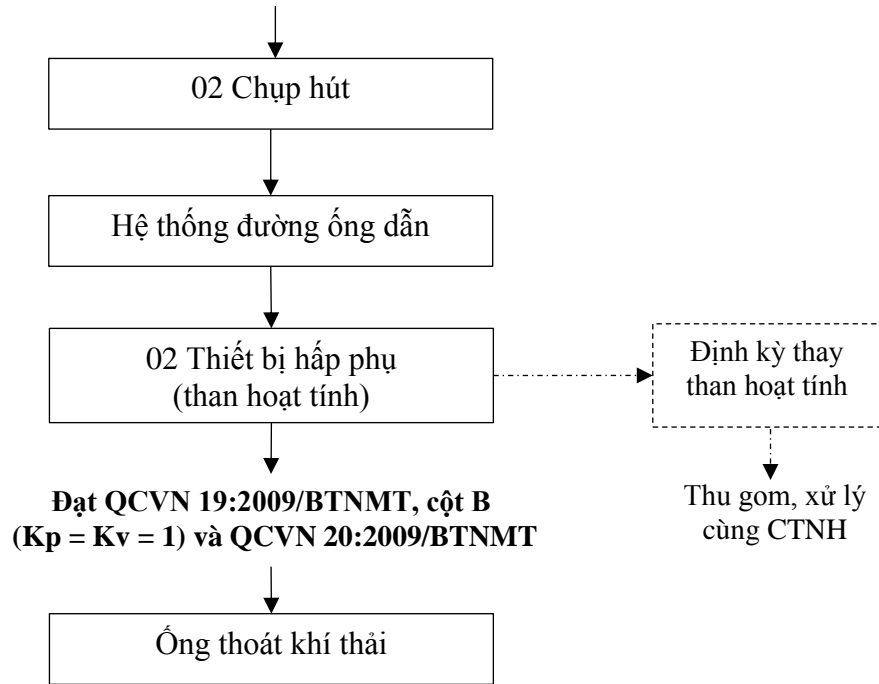 02 Chụp hút
Hệ thống đường ống dẫn
02 Thiết bị hấp phụ
(than hoạt tính)
Định kỳ thay
than hoạt tính
Đạt QCVN 19:2009/BTNMT, cột B
(Kp = Kv = 1) và QCVN 20:2009/BTNMT
Thu gom, xử lý
cùng CTNH
Ống thoát khí thải